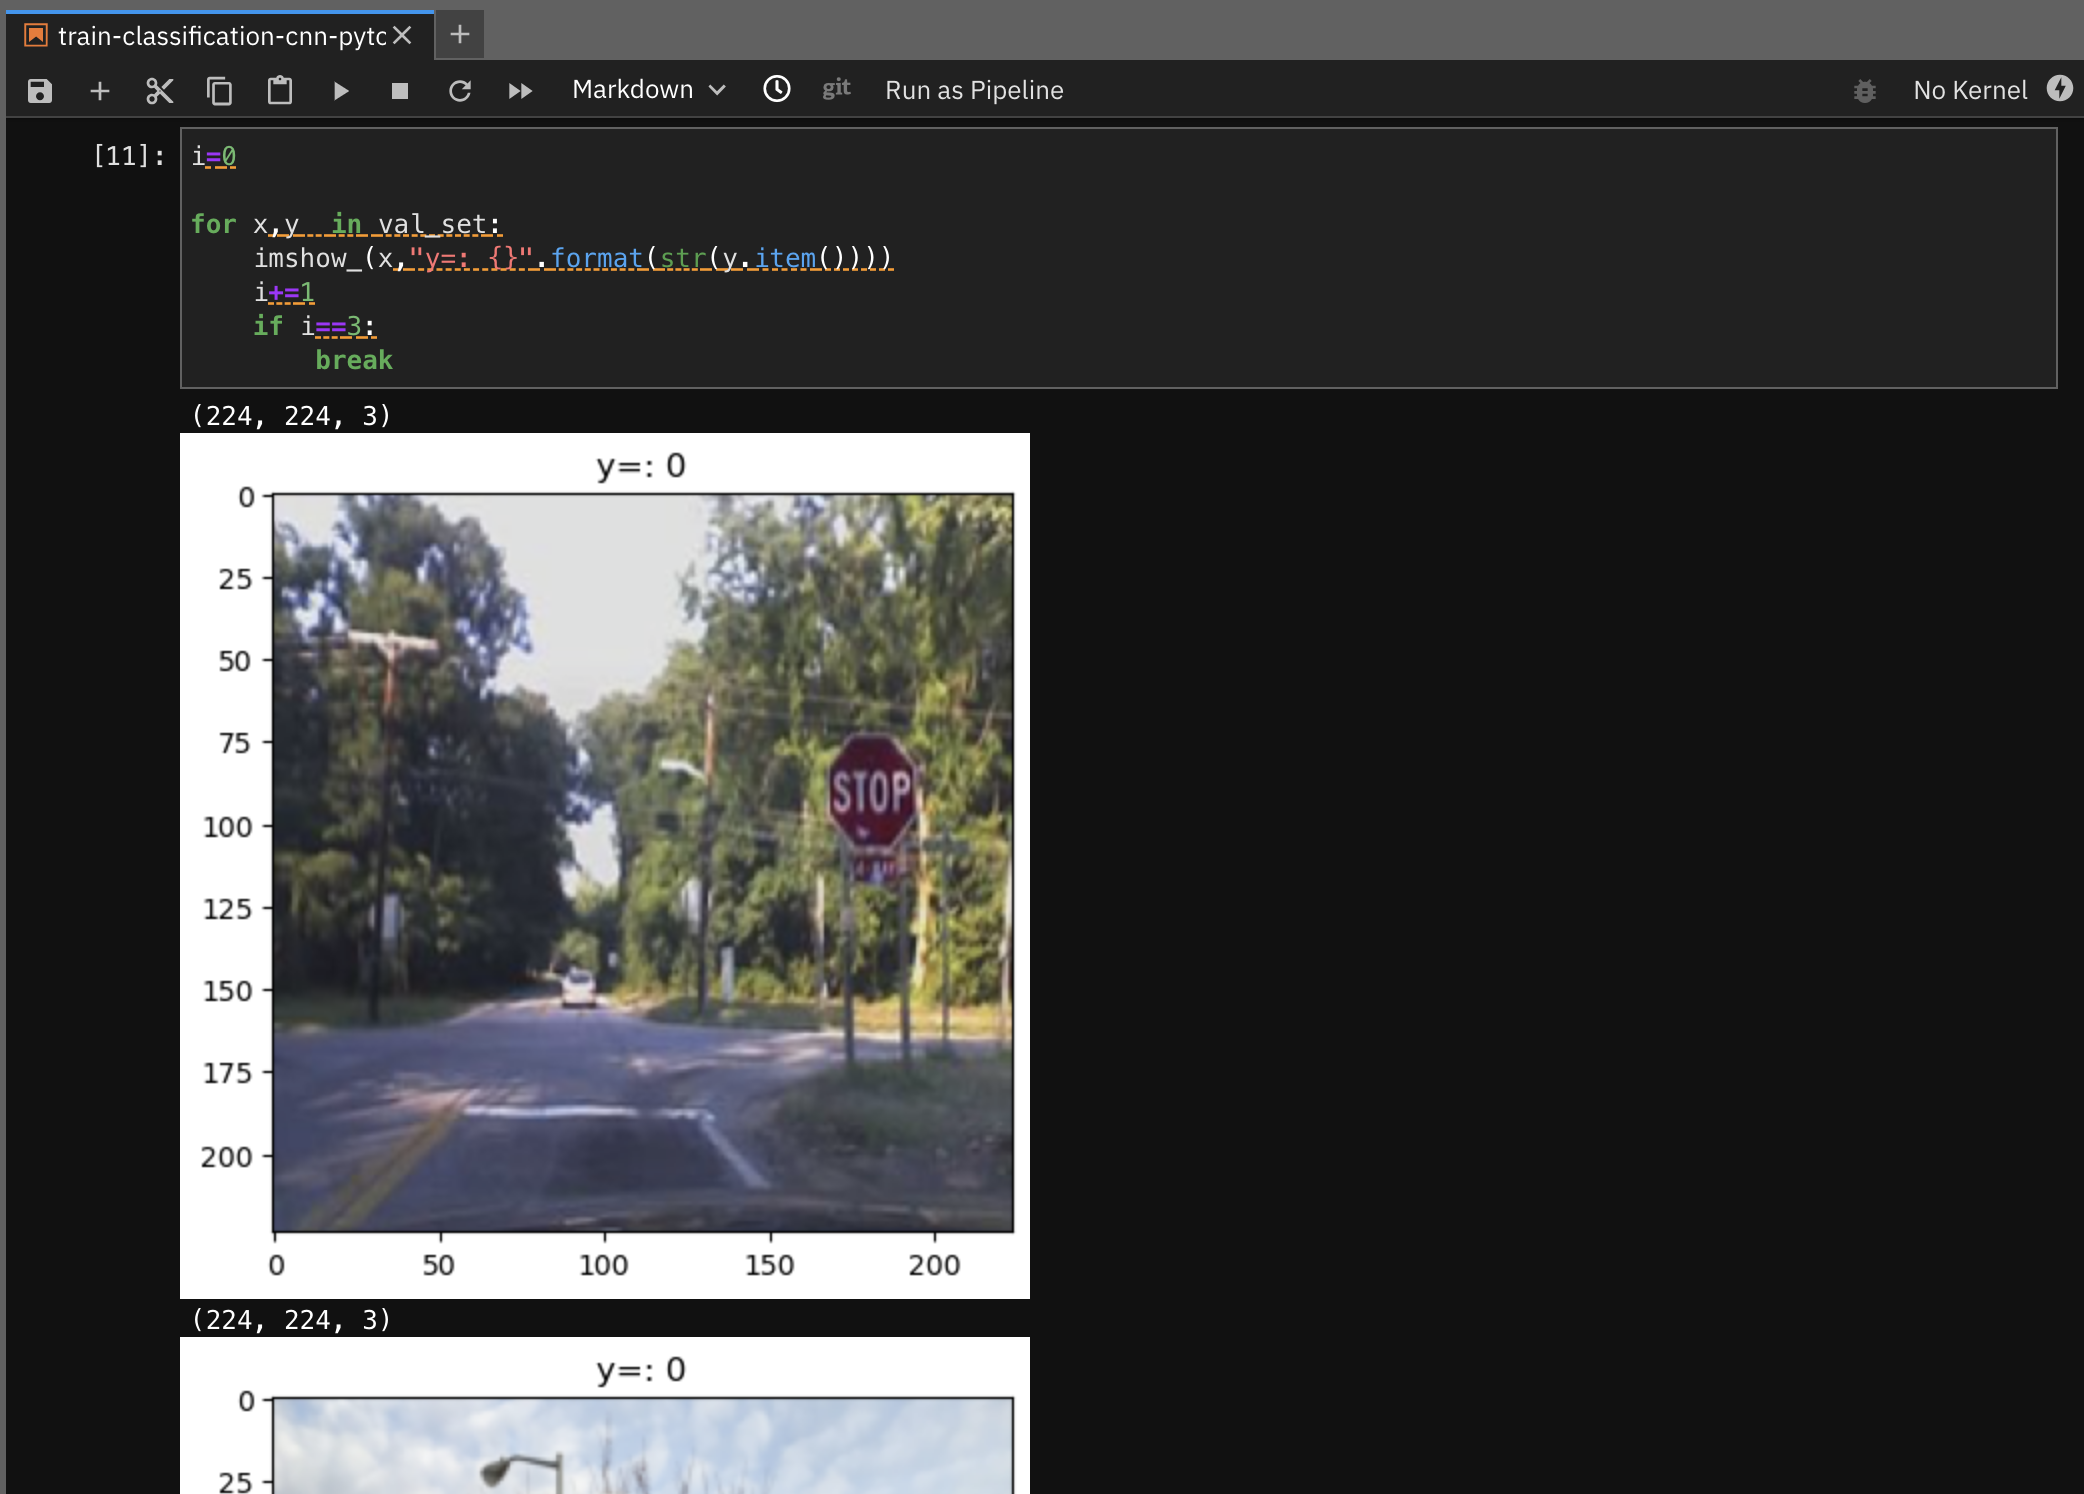 train-classification-cnn-pytc
Markdown
git
Run as Pipeline
No Kernel
[11]:
i=0
for x,y  in val_set:
    imshow_(x,"y=: {}".format(str(y.item())))
    i+=1
    if i==3:
        break
(224, 224, 3)
y=: 0
0
25
50
75
STOP
100
125
150
175
200
0 50 100 150 200
(224, 224, 3)
y=: 0
0
25